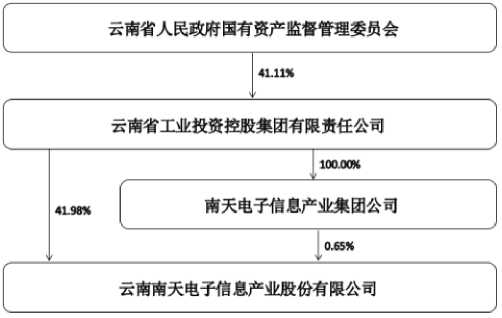 云南省人民政府国有资产监督管理委员会
41.11%
云南省工业投资控股集团有限责任公司
100.00%
南天电子信息产业集团公司
41.98%
0.65%
云南南天电子信息产业股份有限公司